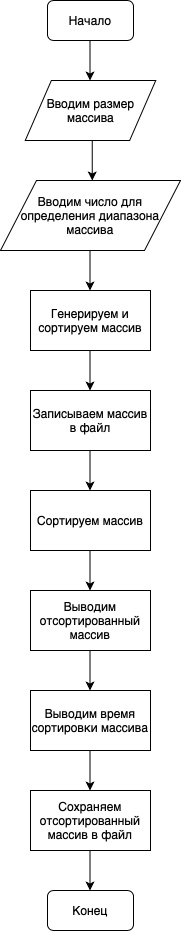 Начало
Вводим размер
массива
Вводим число для
определения диапазона
массива
Генерируем и
сортируем массив
Записываем массив
в файл
Сортируем массив
Выводим
отсортированный
массив
Выводим время
сортировки массива
Сохраняем
отсортированный
массив в файл
Конец